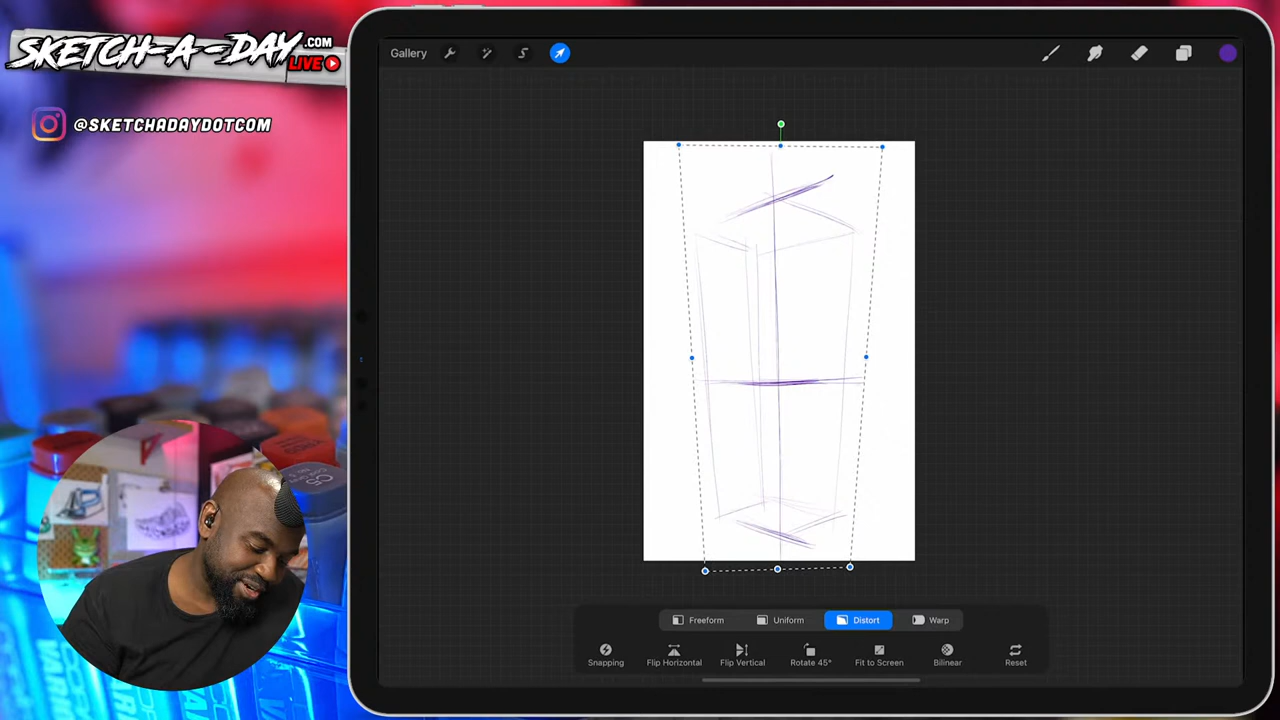 SKETCH-A-DAY.COM
LIVE
@SKETCHADAYDOTCOM
Gallery
Freeform Uniform Distort Warp
Snapping Flip Horizontal Flip Vertical Rotate 45° Fit to Screen Bilinear Reset